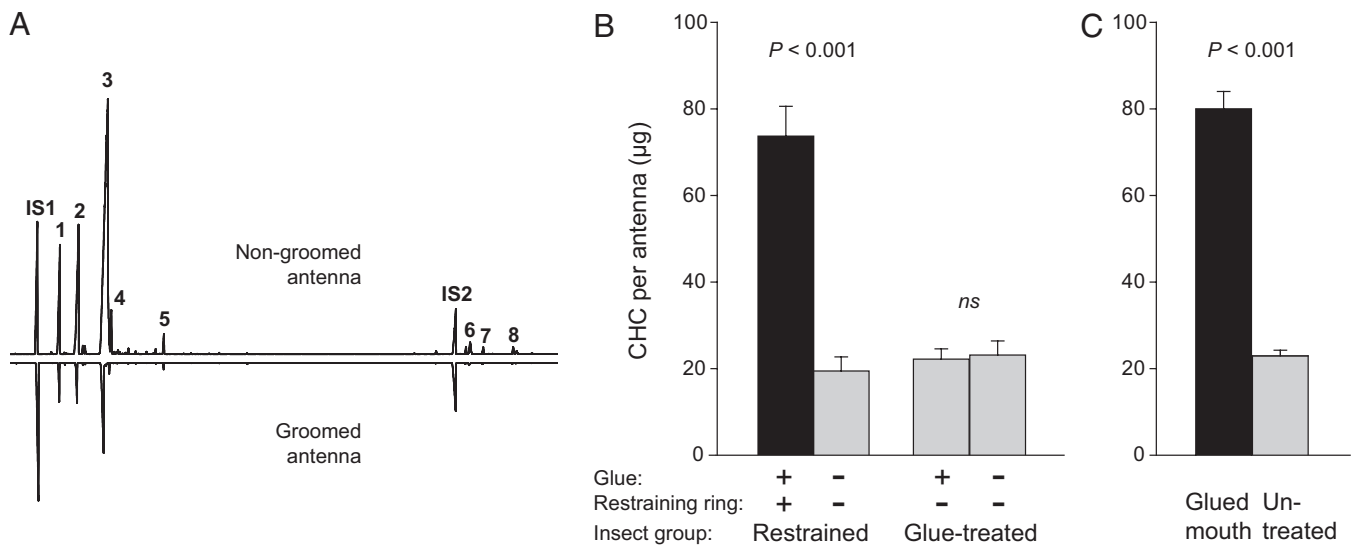 A
IS1
1
2
3
4
5
IS2
6
7
8
Non-groomed
antenna
Groomed
antenna
B
CHC per antenna (µg)
100
80
60
40
20
0
P < 0.001
ns
Glue: + - + -
Restraining ring: + - - -
Insect group: Restrained Glue-treated
C
100
80
60
40
20
0
P < 0.001
Glued Un-
mouth treated